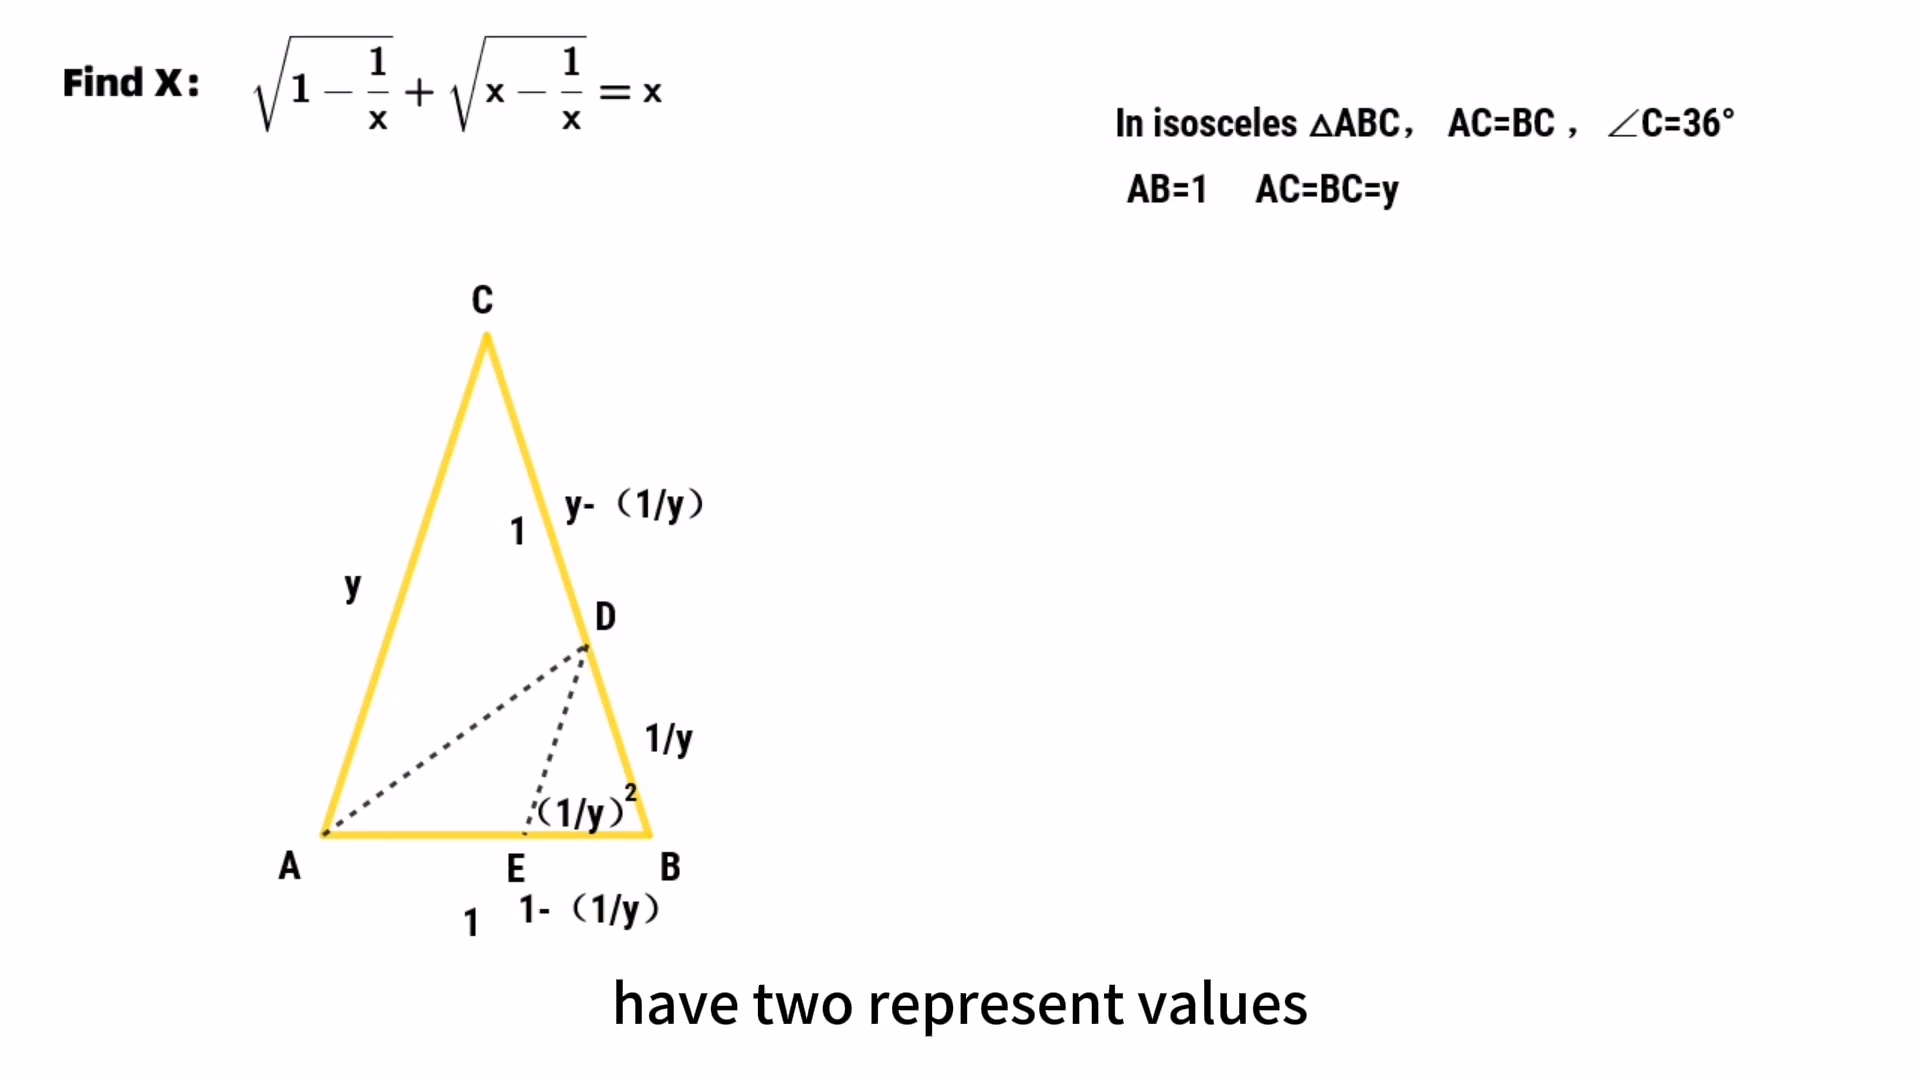 Find X: √(1 − 1/x) + √(x − 1/x) = x
In isosceles △ABC, AC=BC , ∠C=36°
AB=1 AC=BC=y
C
y-（1/y）
1
y
D
1/y
（1/y）²
A
E
B
1
1-（1/y）
have two represent values